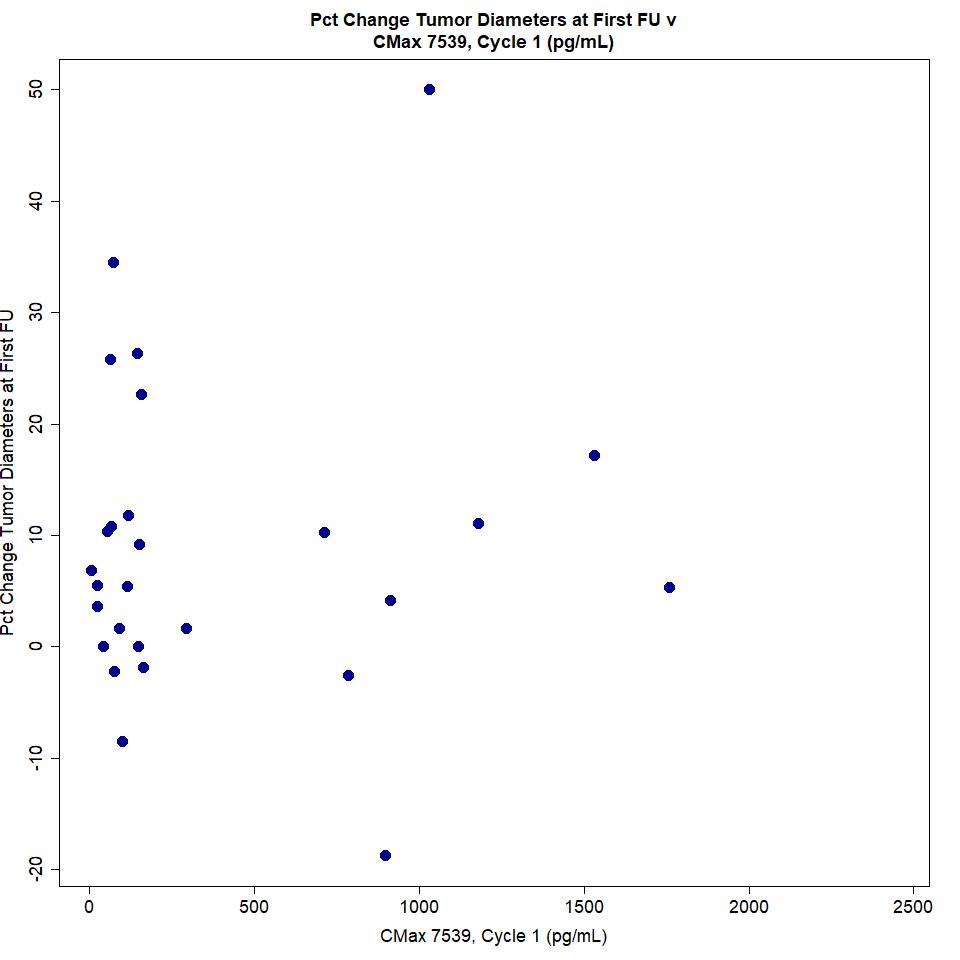 Pct Change Tumor Diameters at First FU v
CMax 7539, Cycle 1 (pg/mL)
Pct Change Tumor Diameters at First FU
50
40
30
20
10
0
-10
-20
0 500 1000 1500 2000 2500
CMax 7539, Cycle 1 (pg/mL)